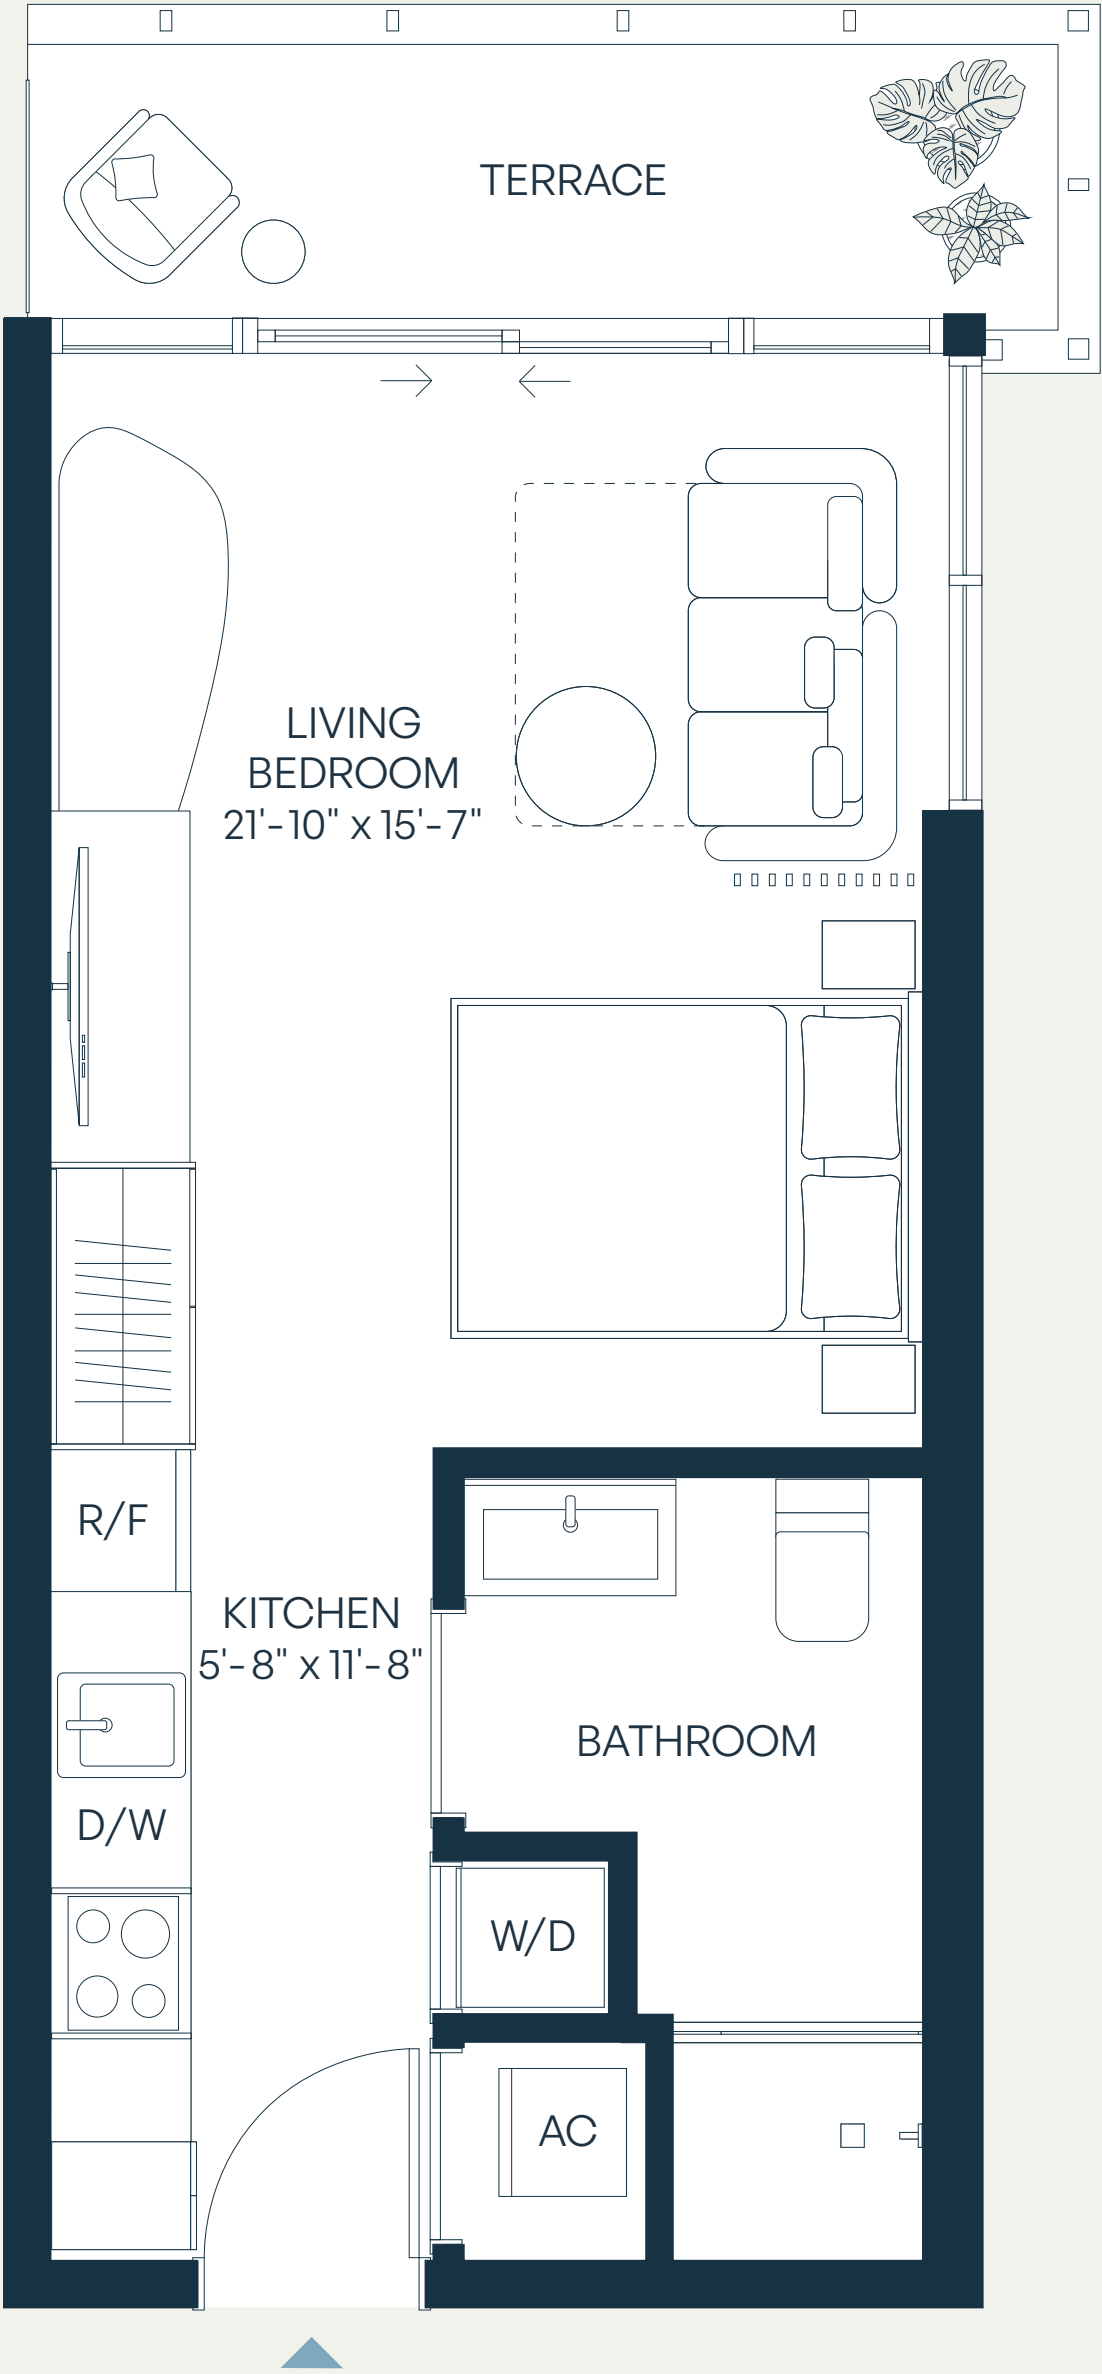 TERRACE
LIVING
BEDROOM
21'-10" x 15'-7"
R/F
KITCHEN
5'-8" x 11'-8"
BATHROOM
D/W
W/D
AC